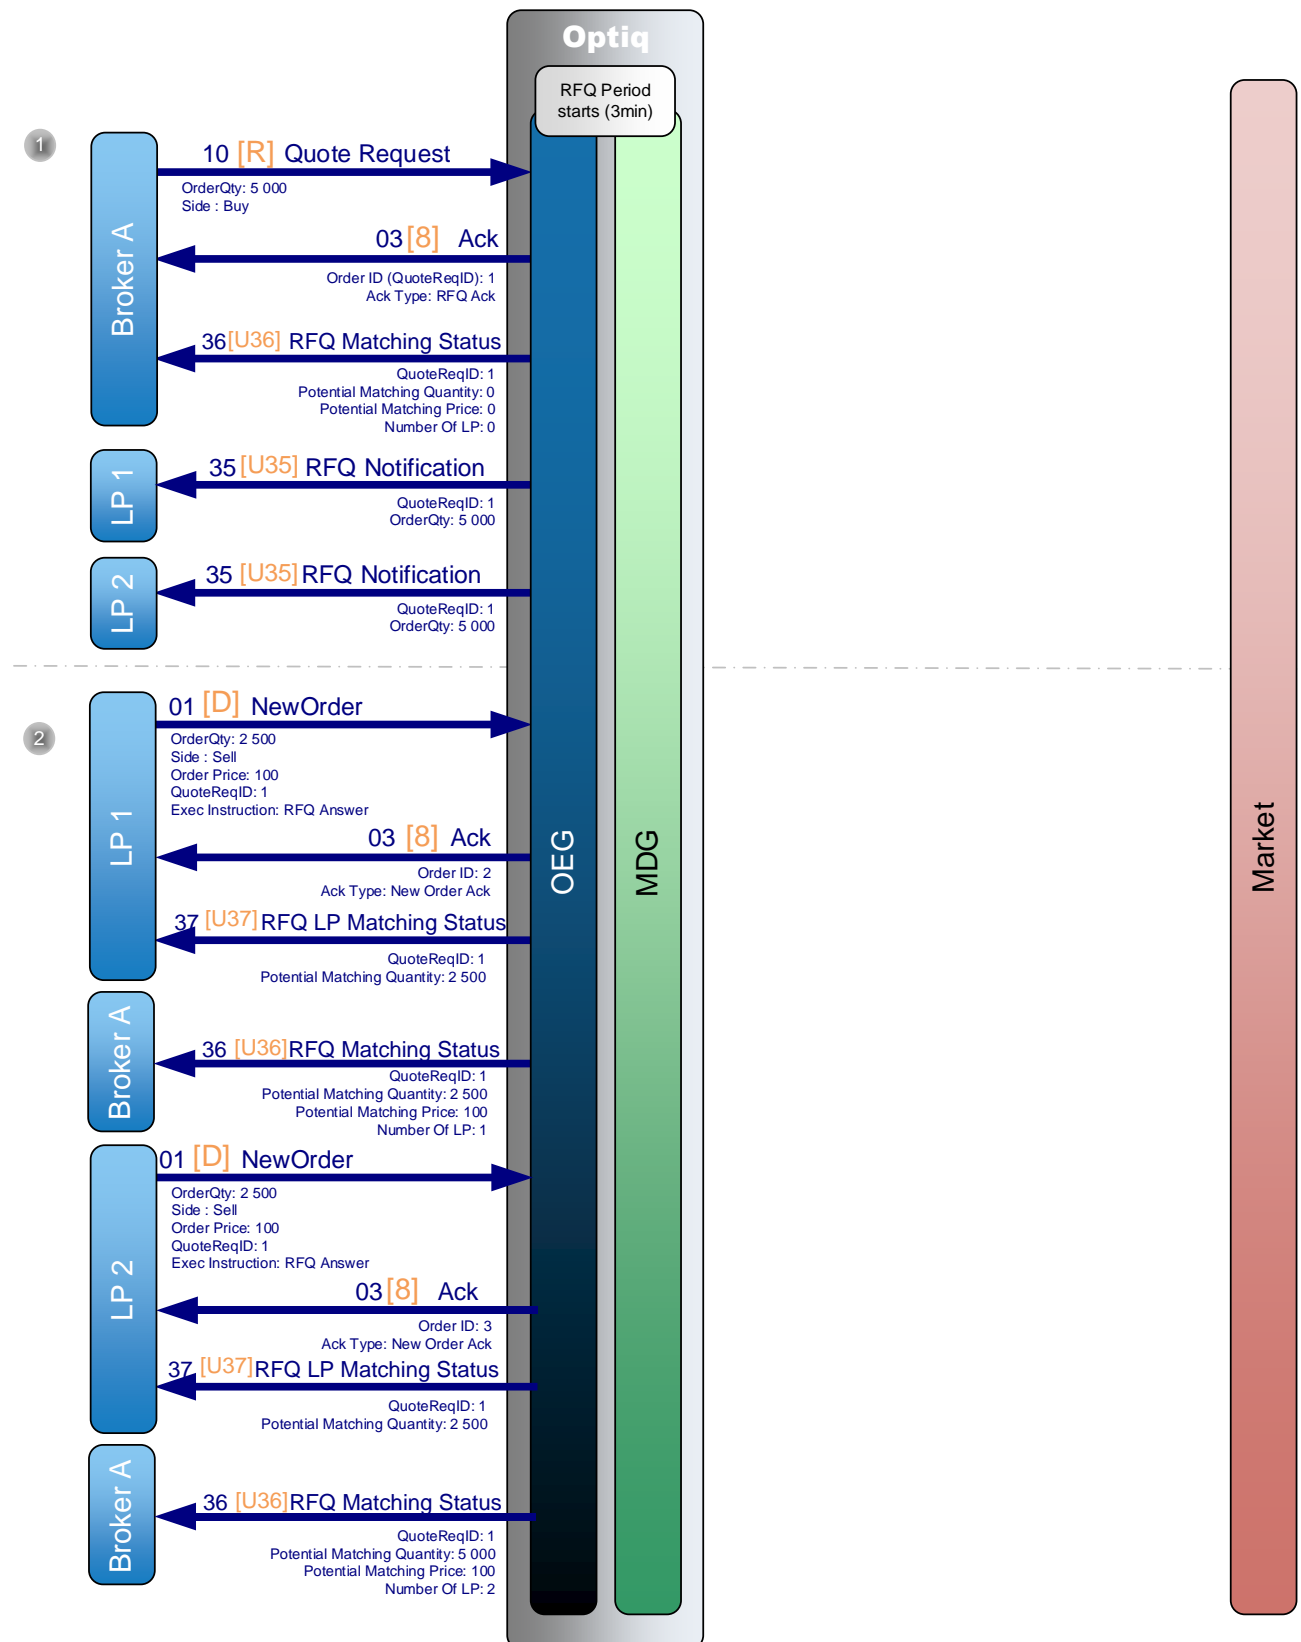 Optiq
RFQ Period
starts (3min)
1
Broker A
10 [R] Quote Request
OrderQty: 5 000
Side : Buy
03 [8] Ack
Order ID (QuoteReqID): 1
Ack Type: RFQ Ack
36 [U36] RFQ Matching Status
QuoteReqID: 1
Potential Matching Quantity: 0
Potential Matching Price: 0
Number Of LP: 0
LP 1
35 [U35] RFQ Notification
QuoteReqID: 1
OrderQty: 5 000
LP 2
35 [U35] RFQ Notification
QuoteReqID: 1
OrderQty: 5 000
2
LP 1
01 [D] NewOrder
OrderQty: 2 500
Side : Sell
Order Price: 100
QuoteReqID: 1
Exec Instruction: RFQ Answer
03 [8] Ack
Order ID: 2
Ack Type: New Order Ack
37 [U37] RFQ LP Matching Status
QuoteReqID: 1
Potential Matching Quantity: 2 500
OEG
MDG
Market
Broker A
36 [U36] RFQ Matching Status
QuoteReqID: 1
Potential Matching Quantity: 2 500
Potential Matching Price: 100
Number Of LP: 1
LP 2
01 [D] NewOrder
OrderQty: 2 500
Side : Sell
Order Price: 100
QuoteReqID: 1
Exec Instruction: RFQ Answer
03 [8] Ack
Order ID: 3
Ack Type: New Order Ack
37 [U37] RFQ LP Matching Status
QuoteReqID: 1
Potential Matching Quantity: 2 500
Broker A
36 [U36] RFQ Matching Status
QuoteReqID: 1
Potential Matching Quantity: 5 000
Potential Matching Price: 100
Number Of LP: 2